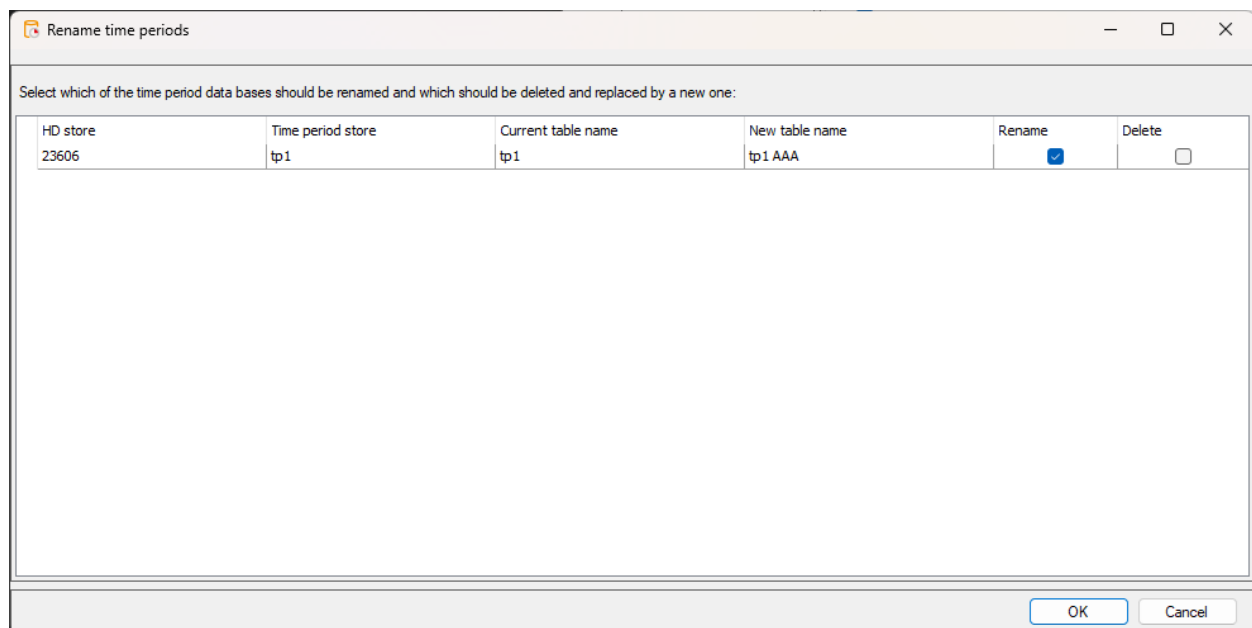 Rename time periods
Select which of the time period data bases should be renamed and which should be deleted and replaced by a new one:
HD store Time period store Current table name New table name Rename Delete
23606 tp1 tp1 tp1 AAA
OK Cancel